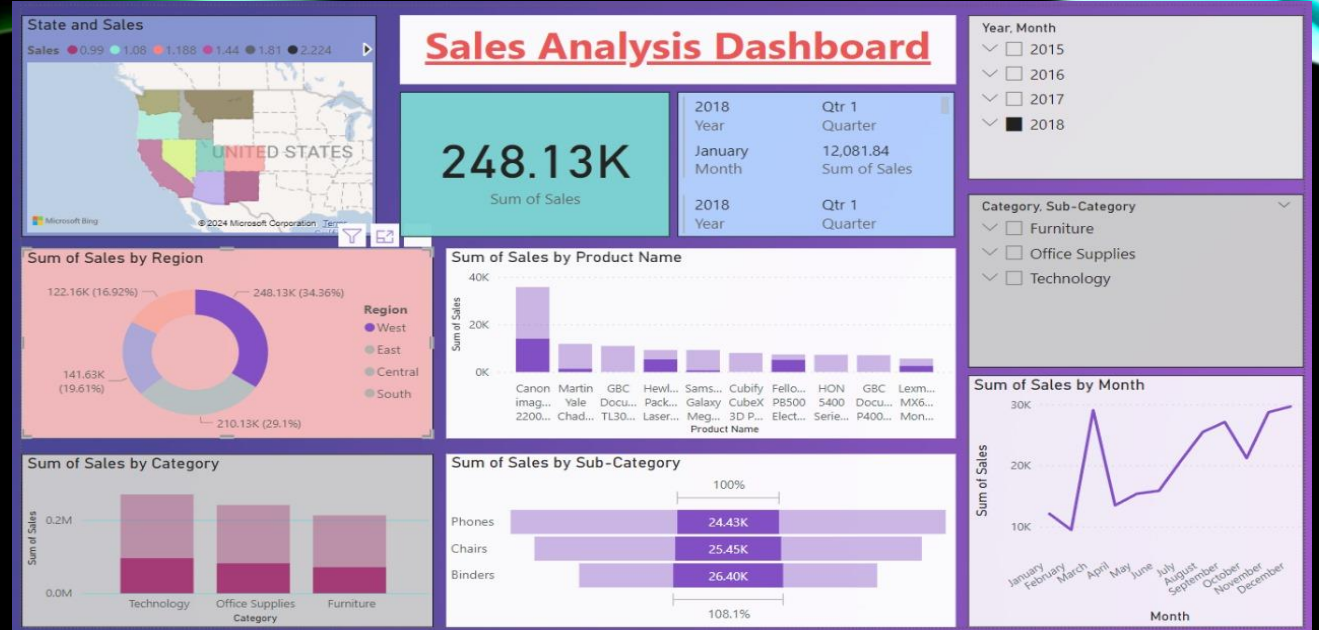 State and Sales
Sales 0.99 1.08 1.188 1.44 1.81 2.224
UNITED STATES
Microsoft Bing
© 2024 Microsoft Corporation
Sales Analysis Dashboard
248.13K
Sum of Sales
2018 Qtr 1
Year Quarter
January 12,081.84
Month Sum of Sales
2018 Qtr 1
Year Quarter
Year, Month
2015
2016
2017
2018
Category, Sub-Category
Furniture
Office Supplies
Technology
Sum of Sales by Region
122.16K (16.92%)
248.13K (34.36%)
141.63K
(19.61%)
210.13K (29.1%)
Region
West
East
Central
South
Sum of Sales by Product Name
Sum of Sales
40K
20K
0K
Canon Martin GBC Hewl... Sams... Cubify Fello... HON GBC Lexm...
imag... Yale Docu... Pack... Galaxy CubeX PB500 5400 Docu... MX6...
2200... Chad... TL30... Laser... Meg... 3D P... Elect... Serie... P400... Mon...
Product Name
Sum of Sales by Category
Sum of Sales
0.2M
0.0M
Technology Office Supplies Furniture
Category
Sum of Sales by Sub-Category
100%
Phones 24.43K
Chairs 25.45K
Binders 26.40K
108.1%
Sum of Sales by Month
Sum of Sales
30K
20K
10K
January February March April May June July August September October November December
Month